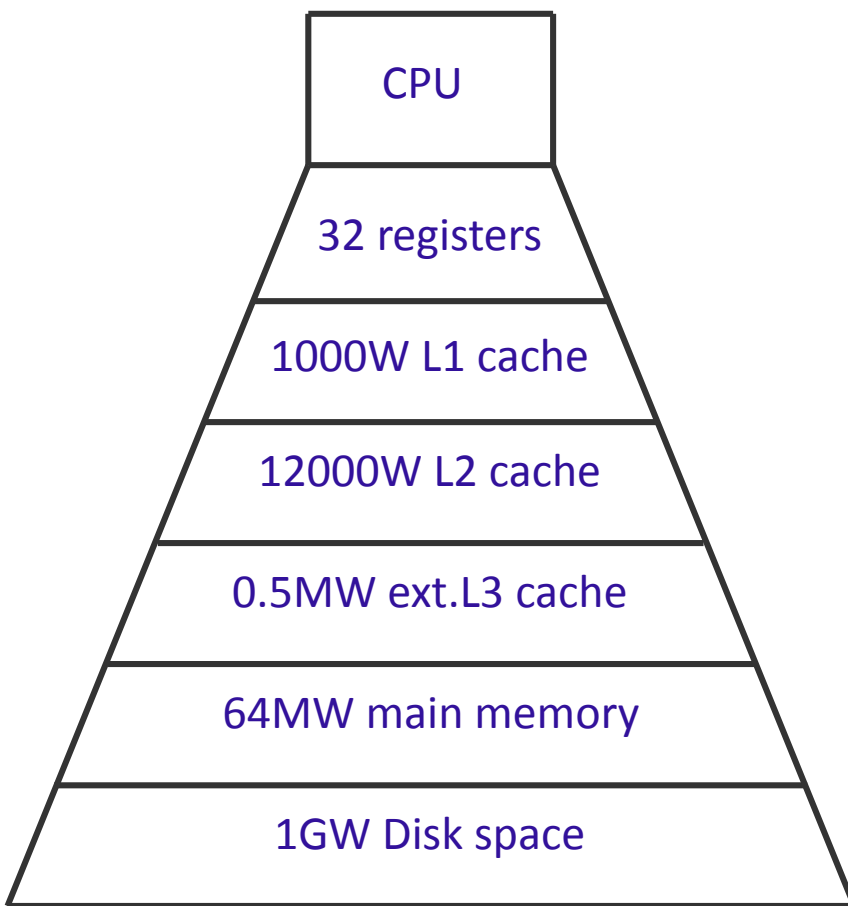 CPU
32 registers
1000W L1 cache
12000W L2 cache
0.5MW ext.L3 cache
64MW main memory
1GW Disk space